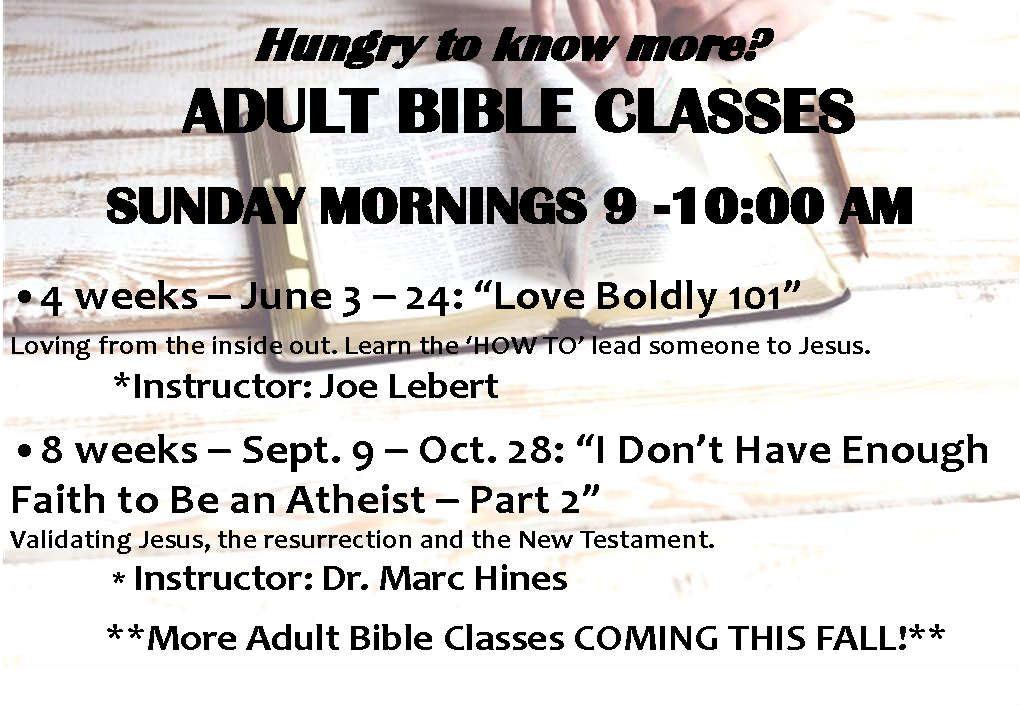 Hungry to know more?
ADULT BIBLE CLASSES
SUNDAY MORNINGS 9 -10:00 AM
•4 weeks – June 3 – 24: “Love Boldly 101”
Loving from the inside out. Learn the ‘HOW TO’ lead someone to Jesus.
*Instructor: Joe Lebert
•8 weeks – Sept. 9 – Oct. 28: “I Don’t Have Enough
Faith to Be an Atheist – Part 2”
Validating Jesus, the resurrection and the New Testament.
* Instructor: Dr. Marc Hines
**More Adult Bible Classes COMING THIS FALL!**